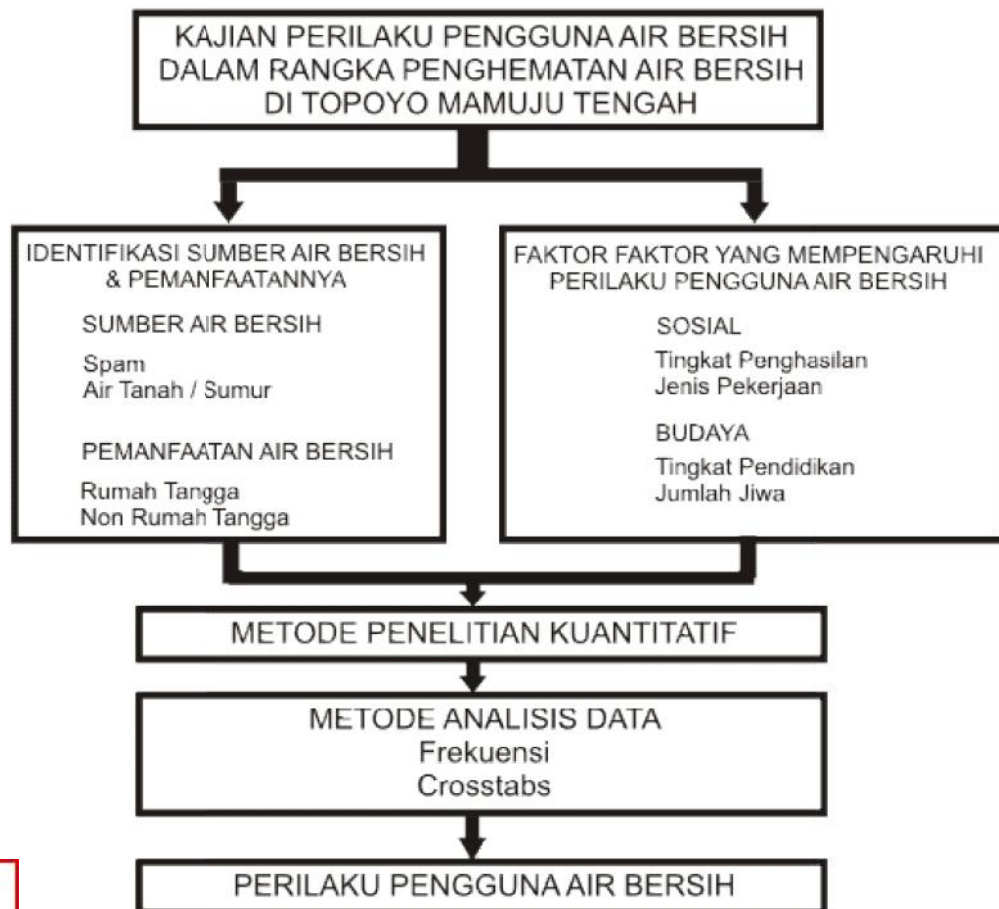 KAJIAN PERILAKU PENGGUNA AIR BERSIH
DALAM RANGKA PENGHEMATAN AIR BERSIH
DI TOPOYO MAMUJU TENGAH
IDENTIFIKASI SUMBER AIR BERSIH
& PEMANFAATANNYA
SUMBER AIR BERSIH
Spam
Air Tanah / Sumur
PEMANFAATAN AIR BERSIH
Rumah Tangga
Non Rumah Tangga
FAKTOR FAKTOR YANG MEMPENGARUHI
PERILAKU PENGGUNA AIR BERSIH
SOSIAL
Tingkat Penghasilan
Jenis Pekerjaan
BUDAYA
Tingkat Pendidikan
Jumlah Jiwa
METODE PENELITIAN KUANTITATIF
METODE ANALISIS DATA
Frekuensi
Crosstabs
PERILAKU PENGGUNA AIR BERSIH